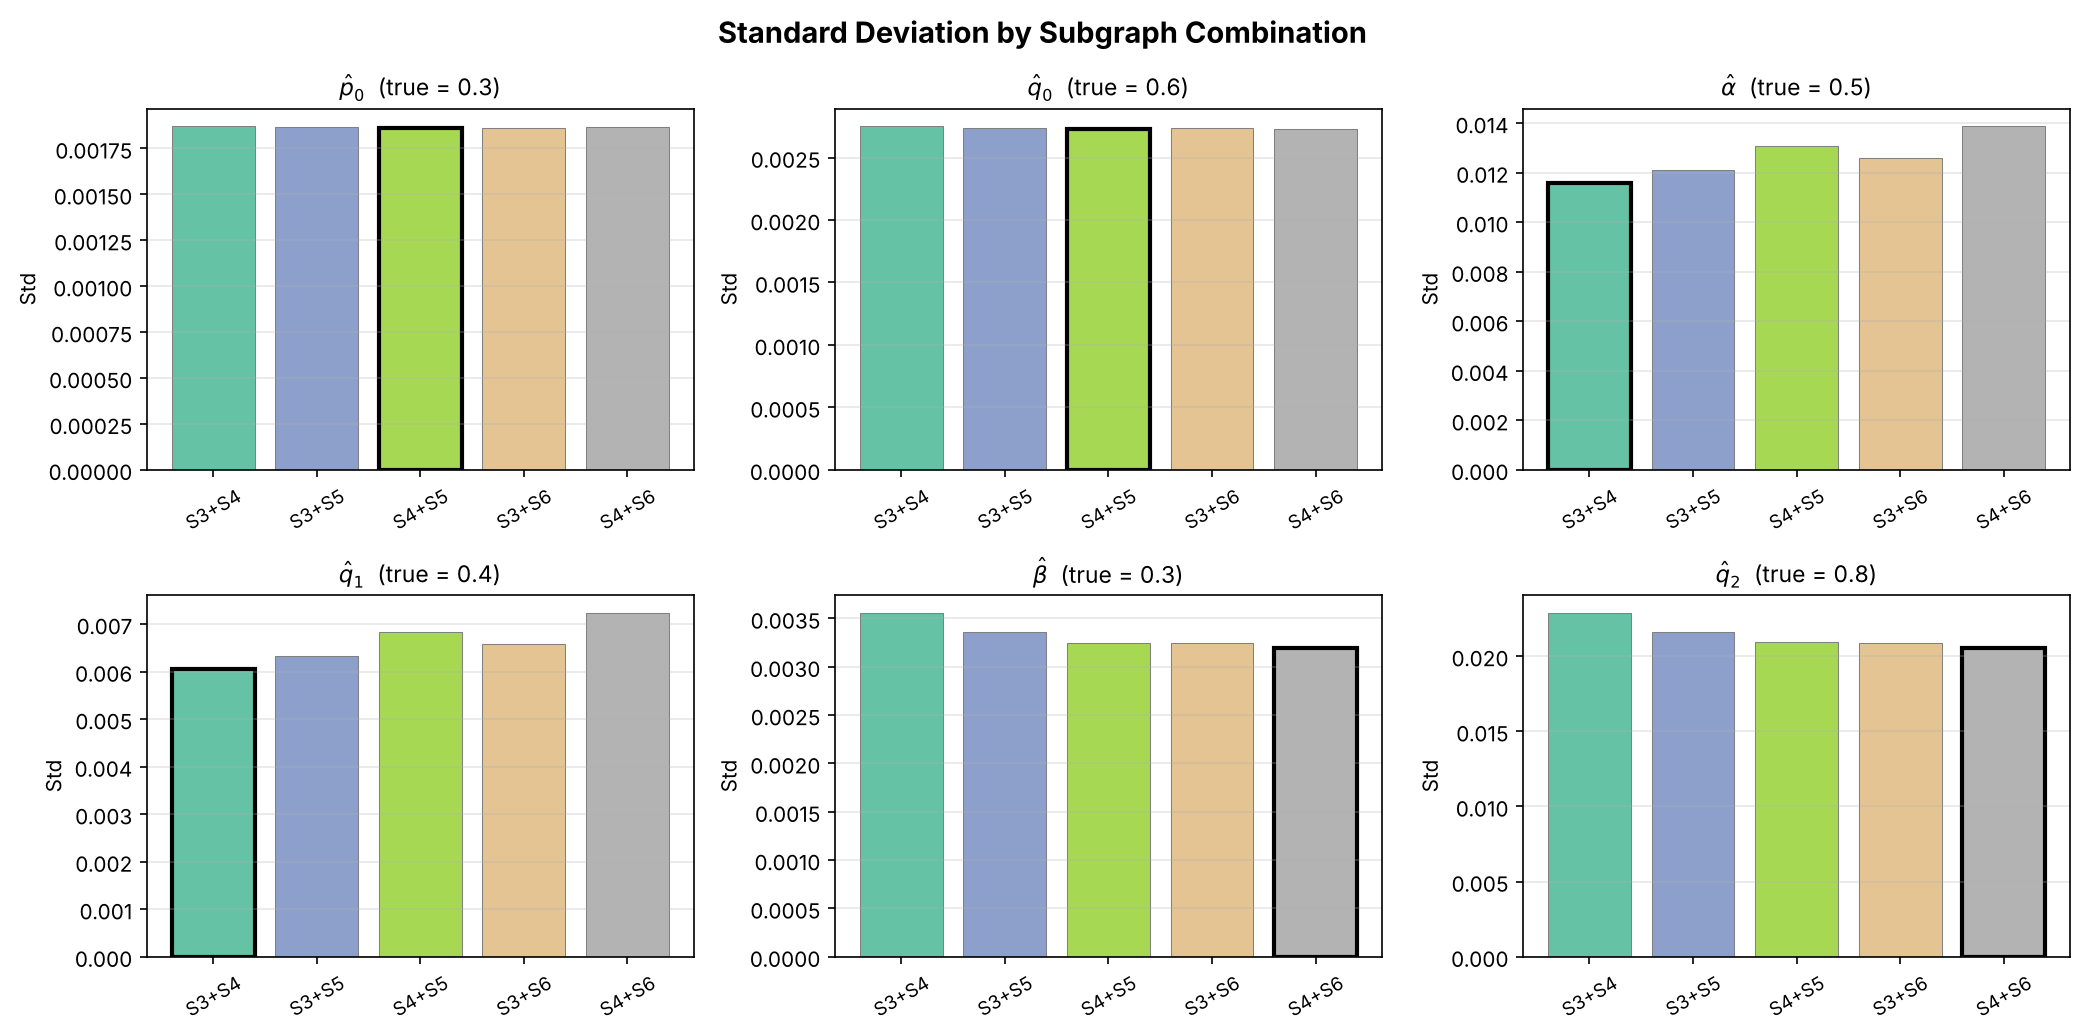 Standard Deviation by Subgraph Combination
p̂₀ (true = 0.3)
Std
0.00175
0.00150
0.00125
0.00100
0.00075
0.00050
0.00025
0.00000
S3+S4 S3+S5 S4+S5 S3+S6 S4+S6
q̂₀ (true = 0.6)
Std
0.0025
0.0020
0.0015
0.0010
0.0005
0.0000
S3+S4 S3+S5 S4+S5 S3+S6 S4+S6
α̂ (true = 0.5)
Std
0.014
0.012
0.010
0.008
0.006
0.004
0.002
0.000
S3+S4 S3+S5 S4+S5 S3+S6 S4+S6
q̂₁ (true = 0.4)
Std
0.007
0.006
0.005
0.004
0.003
0.002
0.001
0.000
S3+S4 S3+S5 S4+S5 S3+S6 S4+S6
β̂ (true = 0.3)
Std
0.0035
0.0030
0.0025
0.0020
0.0015
0.0010
0.0005
0.0000
S3+S4 S3+S5 S4+S5 S3+S6 S4+S6
q̂₂ (true = 0.8)
Std
0.020
0.015
0.010
0.005
0.000
S3+S4 S3+S5 S4+S5 S3+S6 S4+S6